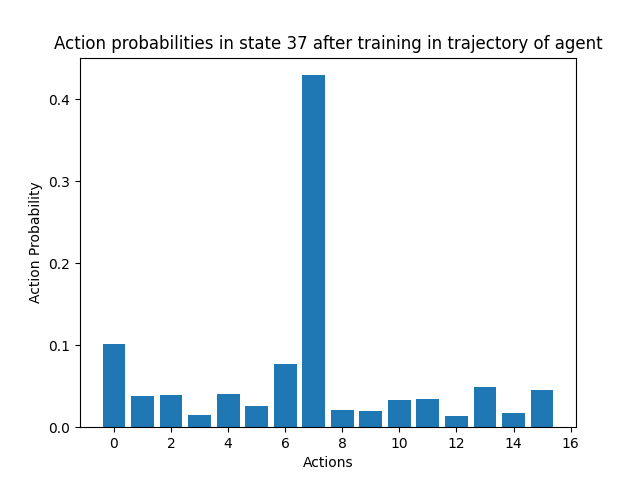 Action probabilities in state 37 after training in trajectory of agent
0.4
0.3
0.2
0.1
0.0
Action Probability
0 2 4 6 8 10 12 14 16
Actions